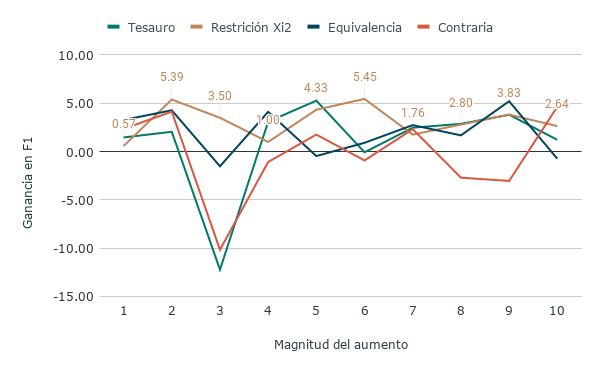 Tesauro Restrición Xi2 Equivalencia Contraria
10.00
5.00
0.00
-5.00
-10.00
-15.00
Ganancia en F1
0.57 5.39 3.50 1.00 4.33 5.45 1.76 2.80 3.83 2.64
1 2 3 4 5 6 7 8 9 10
Magnitud del aumento